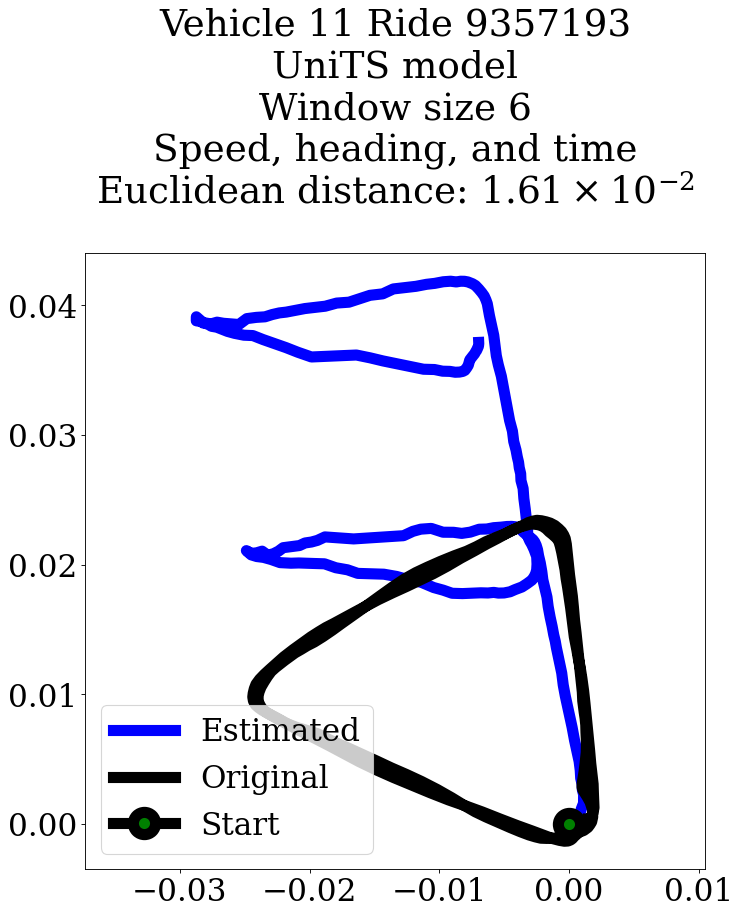 Vehicle 11 Ride 9357193
UniTS model
Window size 6
Speed, heading, and time
Euclidean distance: 1.61 × 10⁻²
0.04
0.03
0.02
0.01
0.00
Estimated
Original
Start
−0.03 −0.02 −0.01 0.00 0.01